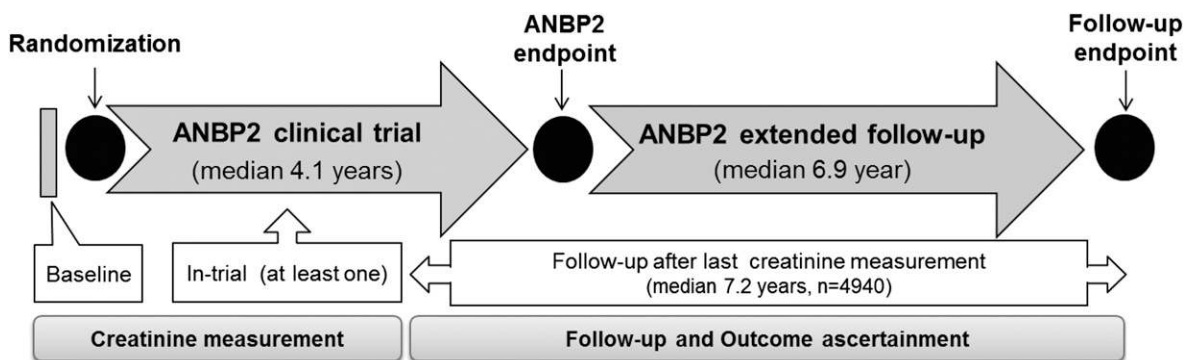 Randomization
ANBP2
endpoint
Follow-up
endpoint
ANBP2 clinical trial
(median 4.1 years)
ANBP2 extended follow-up
(median 6.9 year)
Baseline
In-trial (at least one)
Follow-up after last creatinine measurement
(median 7.2 years, n=4940)
Creatinine measurement
Follow-up and Outcome ascertainment